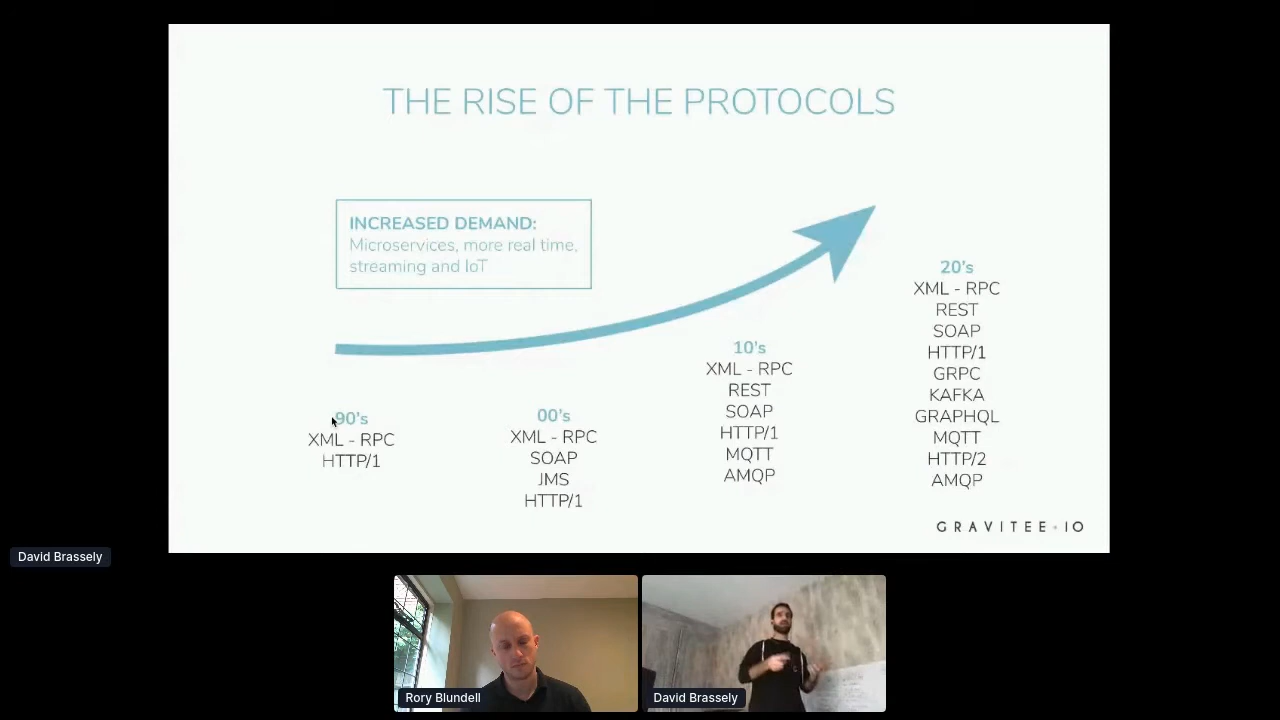 THE RISE OF THE PROTOCOLS
INCREASED DEMAND:
Microservices, more real time,
streaming and IoT
90's
XML - RPC
HTTP/1
00's
XML - RPC
SOAP
JMS
HTTP/1
10's
XML - RPC
REST
SOAP
HTTP/1
MQTT
AMQP
20's
XML - RPC
REST
SOAP
HTTP/1
GRPC
KAFKA
GRAPHQL
MQTT
HTTP/2
AMQP
GRAVITEE.IO
David Brassely
Rory Blundell
David Brassely